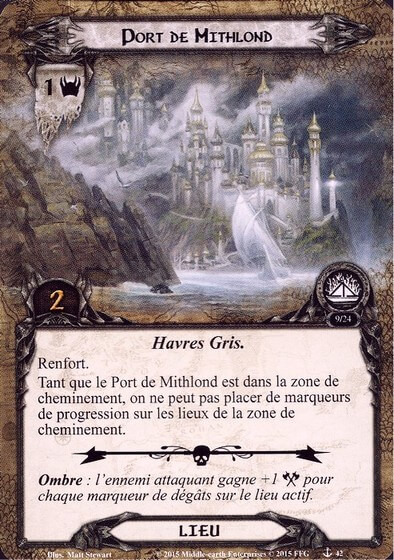 Port de Mithlond
1
2
9/24
Havres Gris.
Renfort.
Tant que le Port de Mithlond est dans la zone de
cheminement, on ne peut pas placer de marqueurs
de progression sur les lieux de la zone de
cheminement.
Ombre : l'ennemi attaquant gagne +1 pour
chaque marqueur de dégâts sur le lieu actif.
LIEU
Illus. Matt Stewart © 2015 Middle-earth Enterprises © 2015 FFG 42